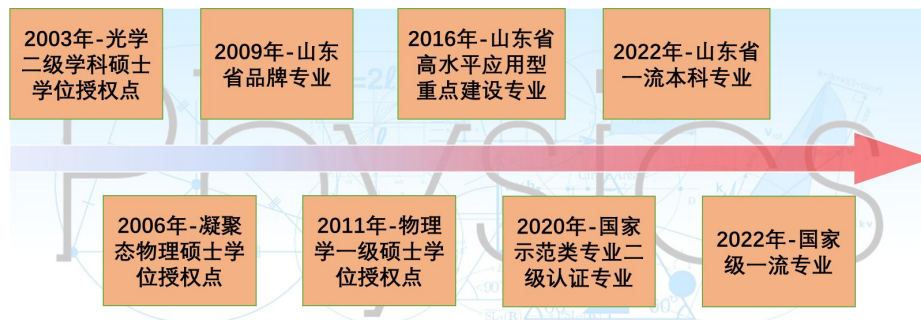 2003年-光学
二级学科硕士
学位授权点
2009年-山东
省品牌专业
2016年-山东省
高水平应用型
重点建设专业
2022年-山东省
一流本科专业
Physics
2006年-凝聚
态物理硕士学
位授权点
2011年-物理
学一级硕士学
位授权点
2020年-国家
示范类专业二
级认证专业
2022年-国家
级一流专业